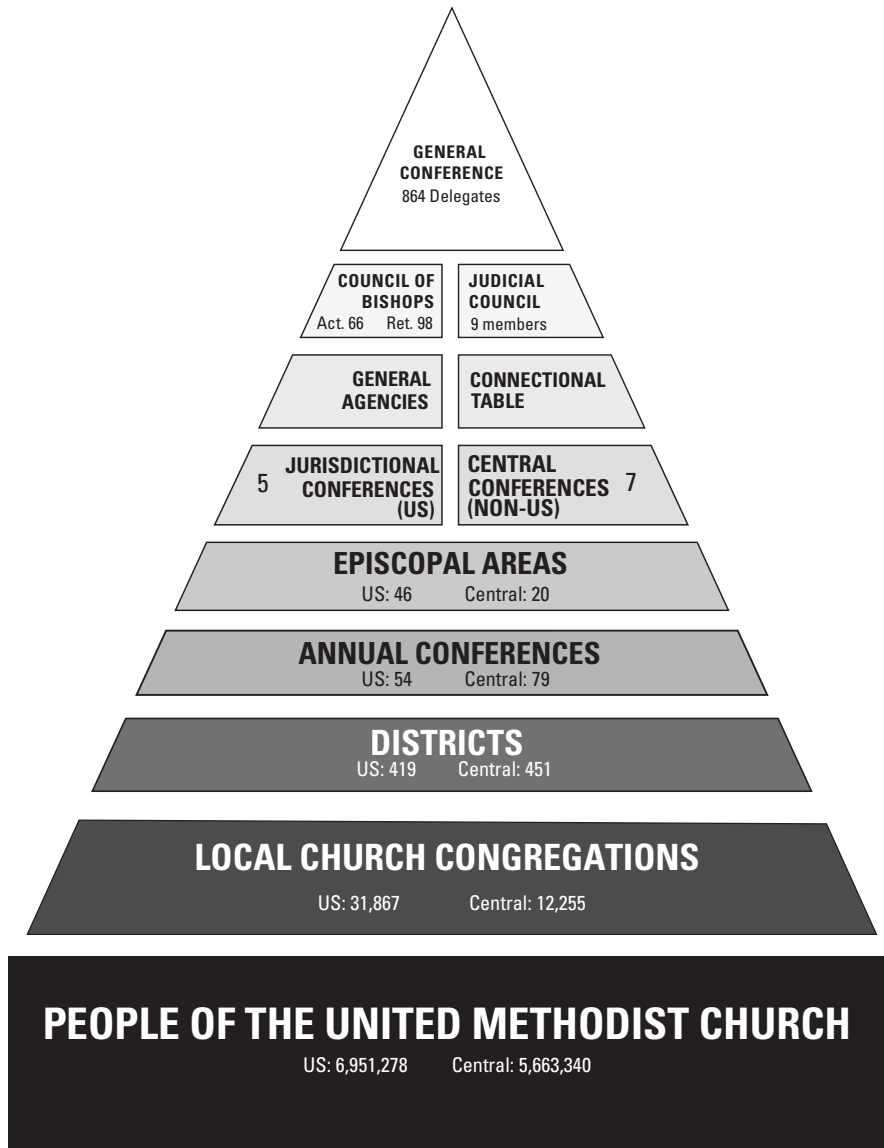 GENERAL
CONFERENCE
864 Delegates
COUNCIL OF
BISHOPS
Act. 66 Ret. 98
JUDICIAL
COUNCIL
9 members
GENERAL
AGENCIES
CONNECTIONAL
TABLE
5 JURISDICTIONAL
CONFERENCES
(US)
CENTRAL
CONFERENCES 7
(NON-US)
EPISCOPAL AREAS
US: 46 Central: 20
ANNUAL CONFERENCES
US: 54 Central: 79
DISTRICTS
US: 419 Central: 451
LOCAL CHURCH CONGREGATIONS
US: 31,867 Central: 12,255
PEOPLE OF THE UNITED METHODIST CHURCH
US: 6,951,278 Central: 5,663,340